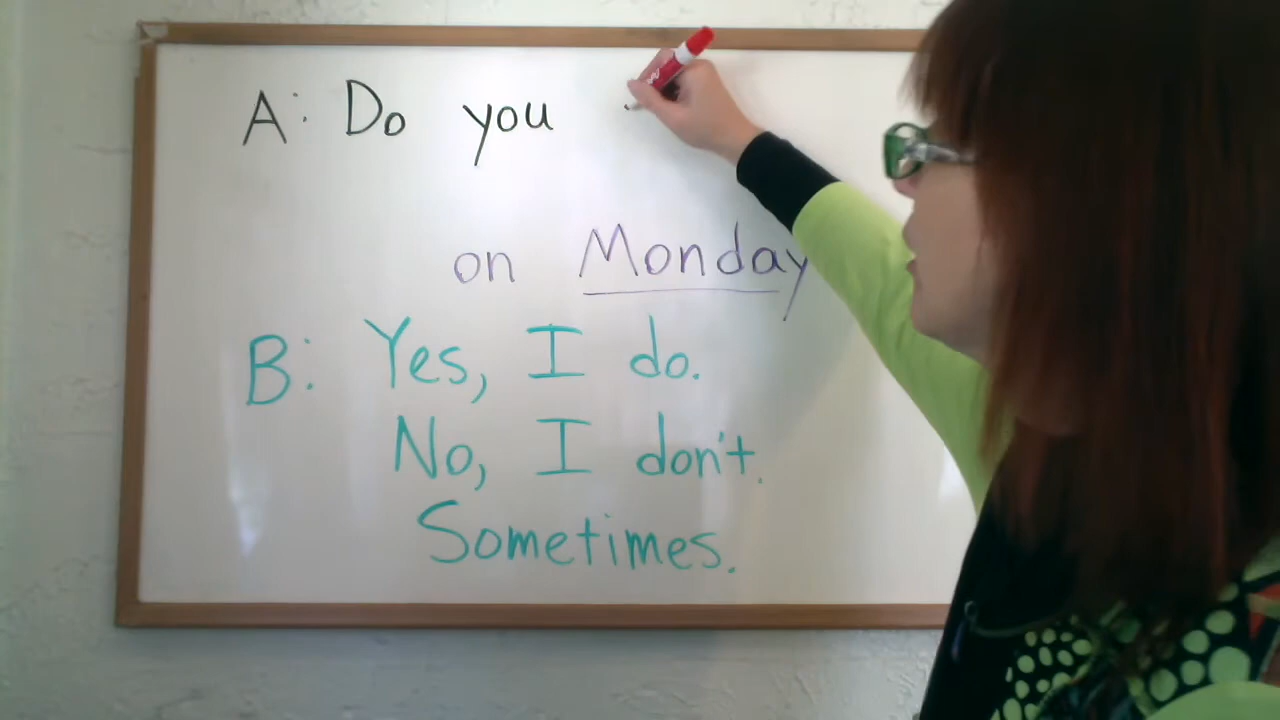 A: Do you
on Monday
B: Yes, I do.
No, I don't.
Sometimes.